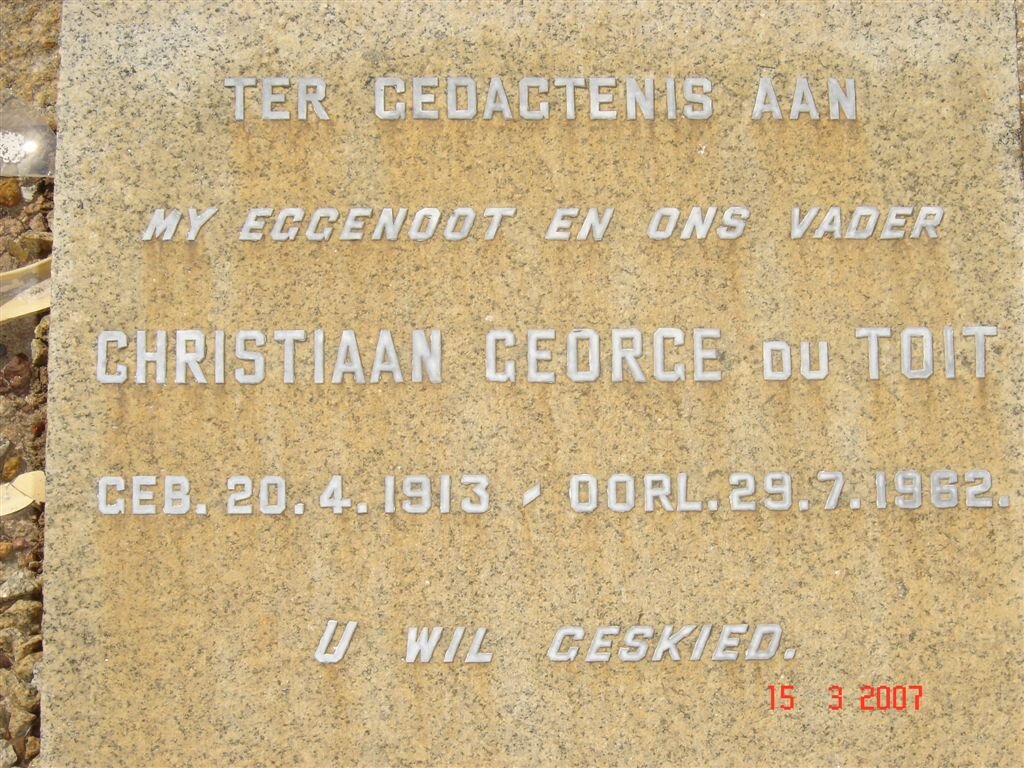 TER GEDAGTENIS AAN
MY EGGENOOT EN ONS VADER
CHRISTIAAN GEORGE DU TOIT
GEB. 20.4.1913 - OORL. 29.7.1962.
U WIL GESKIED.
15 3 2007